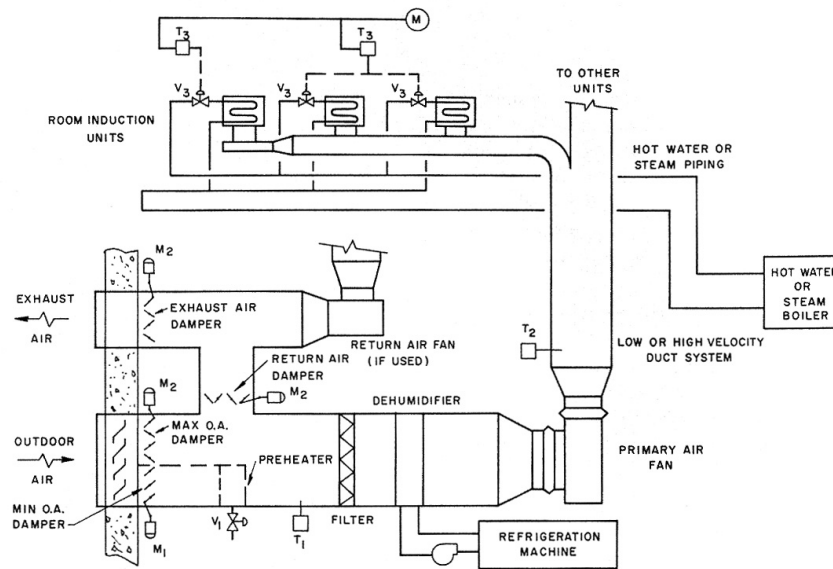 M
T3
T3
V3
V3
V3
TO OTHER
UNITS
ROOM INDUCTION
UNITS
HOT WATER OR
STEAM PIPING
M2
EXHAUST
AIR
EXHAUST AIR
DAMPER
HOT WATER
OR
STEAM
BOILER
T2
RETURN AIR FAN
(IF USED)
LOW OR HIGH VELOCITY
DUCT SYSTEM
RETURN AIR
DAMPER
M2
M2
DEHUMIDIFIER
MAX O.A.
DAMPER
OUTDOOR
AIR
PREHEATER
PRIMARY AIR
FAN
MIN O.A.
DAMPER
M1
V1
T1
FILTER
REFRIGERATION
MACHINE